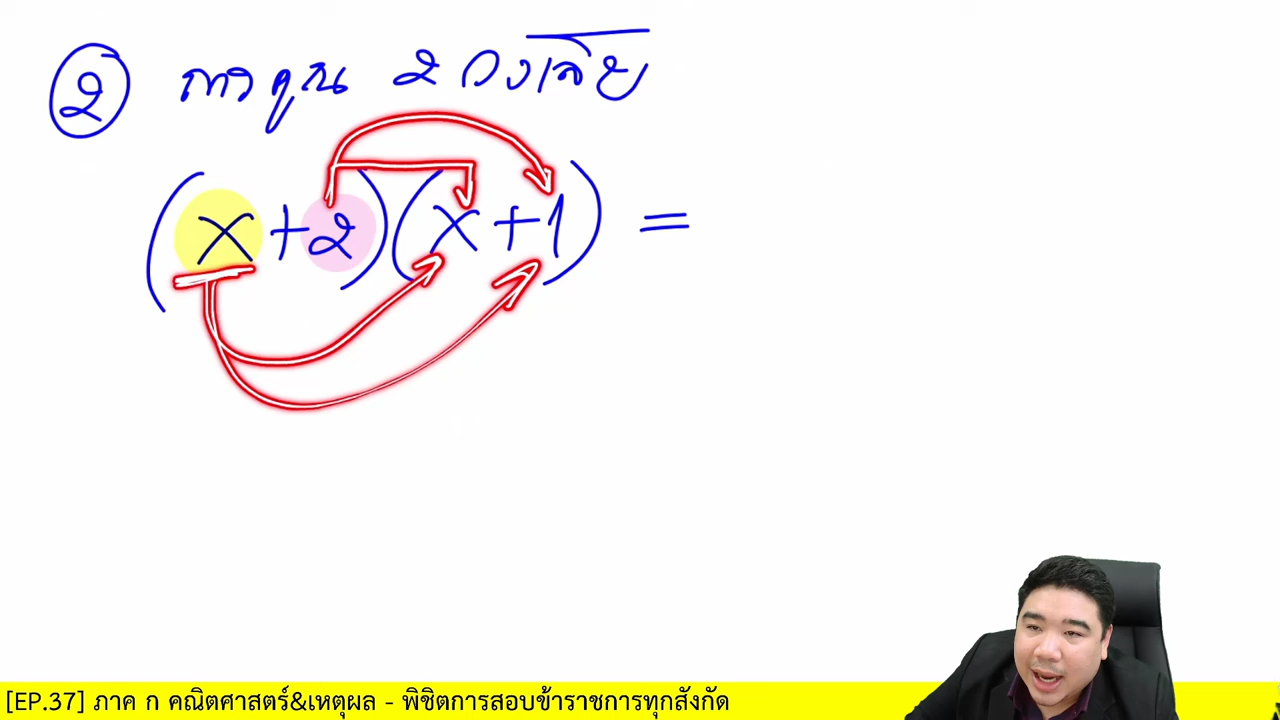 ② การคูณ 2 วงเล็บ
(x+2)(x+1) =
[EP.37] ภาค ก คณิตศาสตร์&เหตุผล - พิชิตการสอบข้าราชการทุกสังกัด